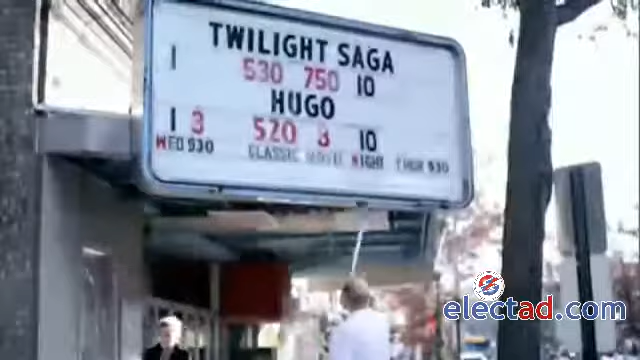 TWILIGHT SAGA
1 530 750 10
HUGO
1 3 520 8 10
WED 930 CLASSIC MOVIE NIGHT THUR 930
electad.com